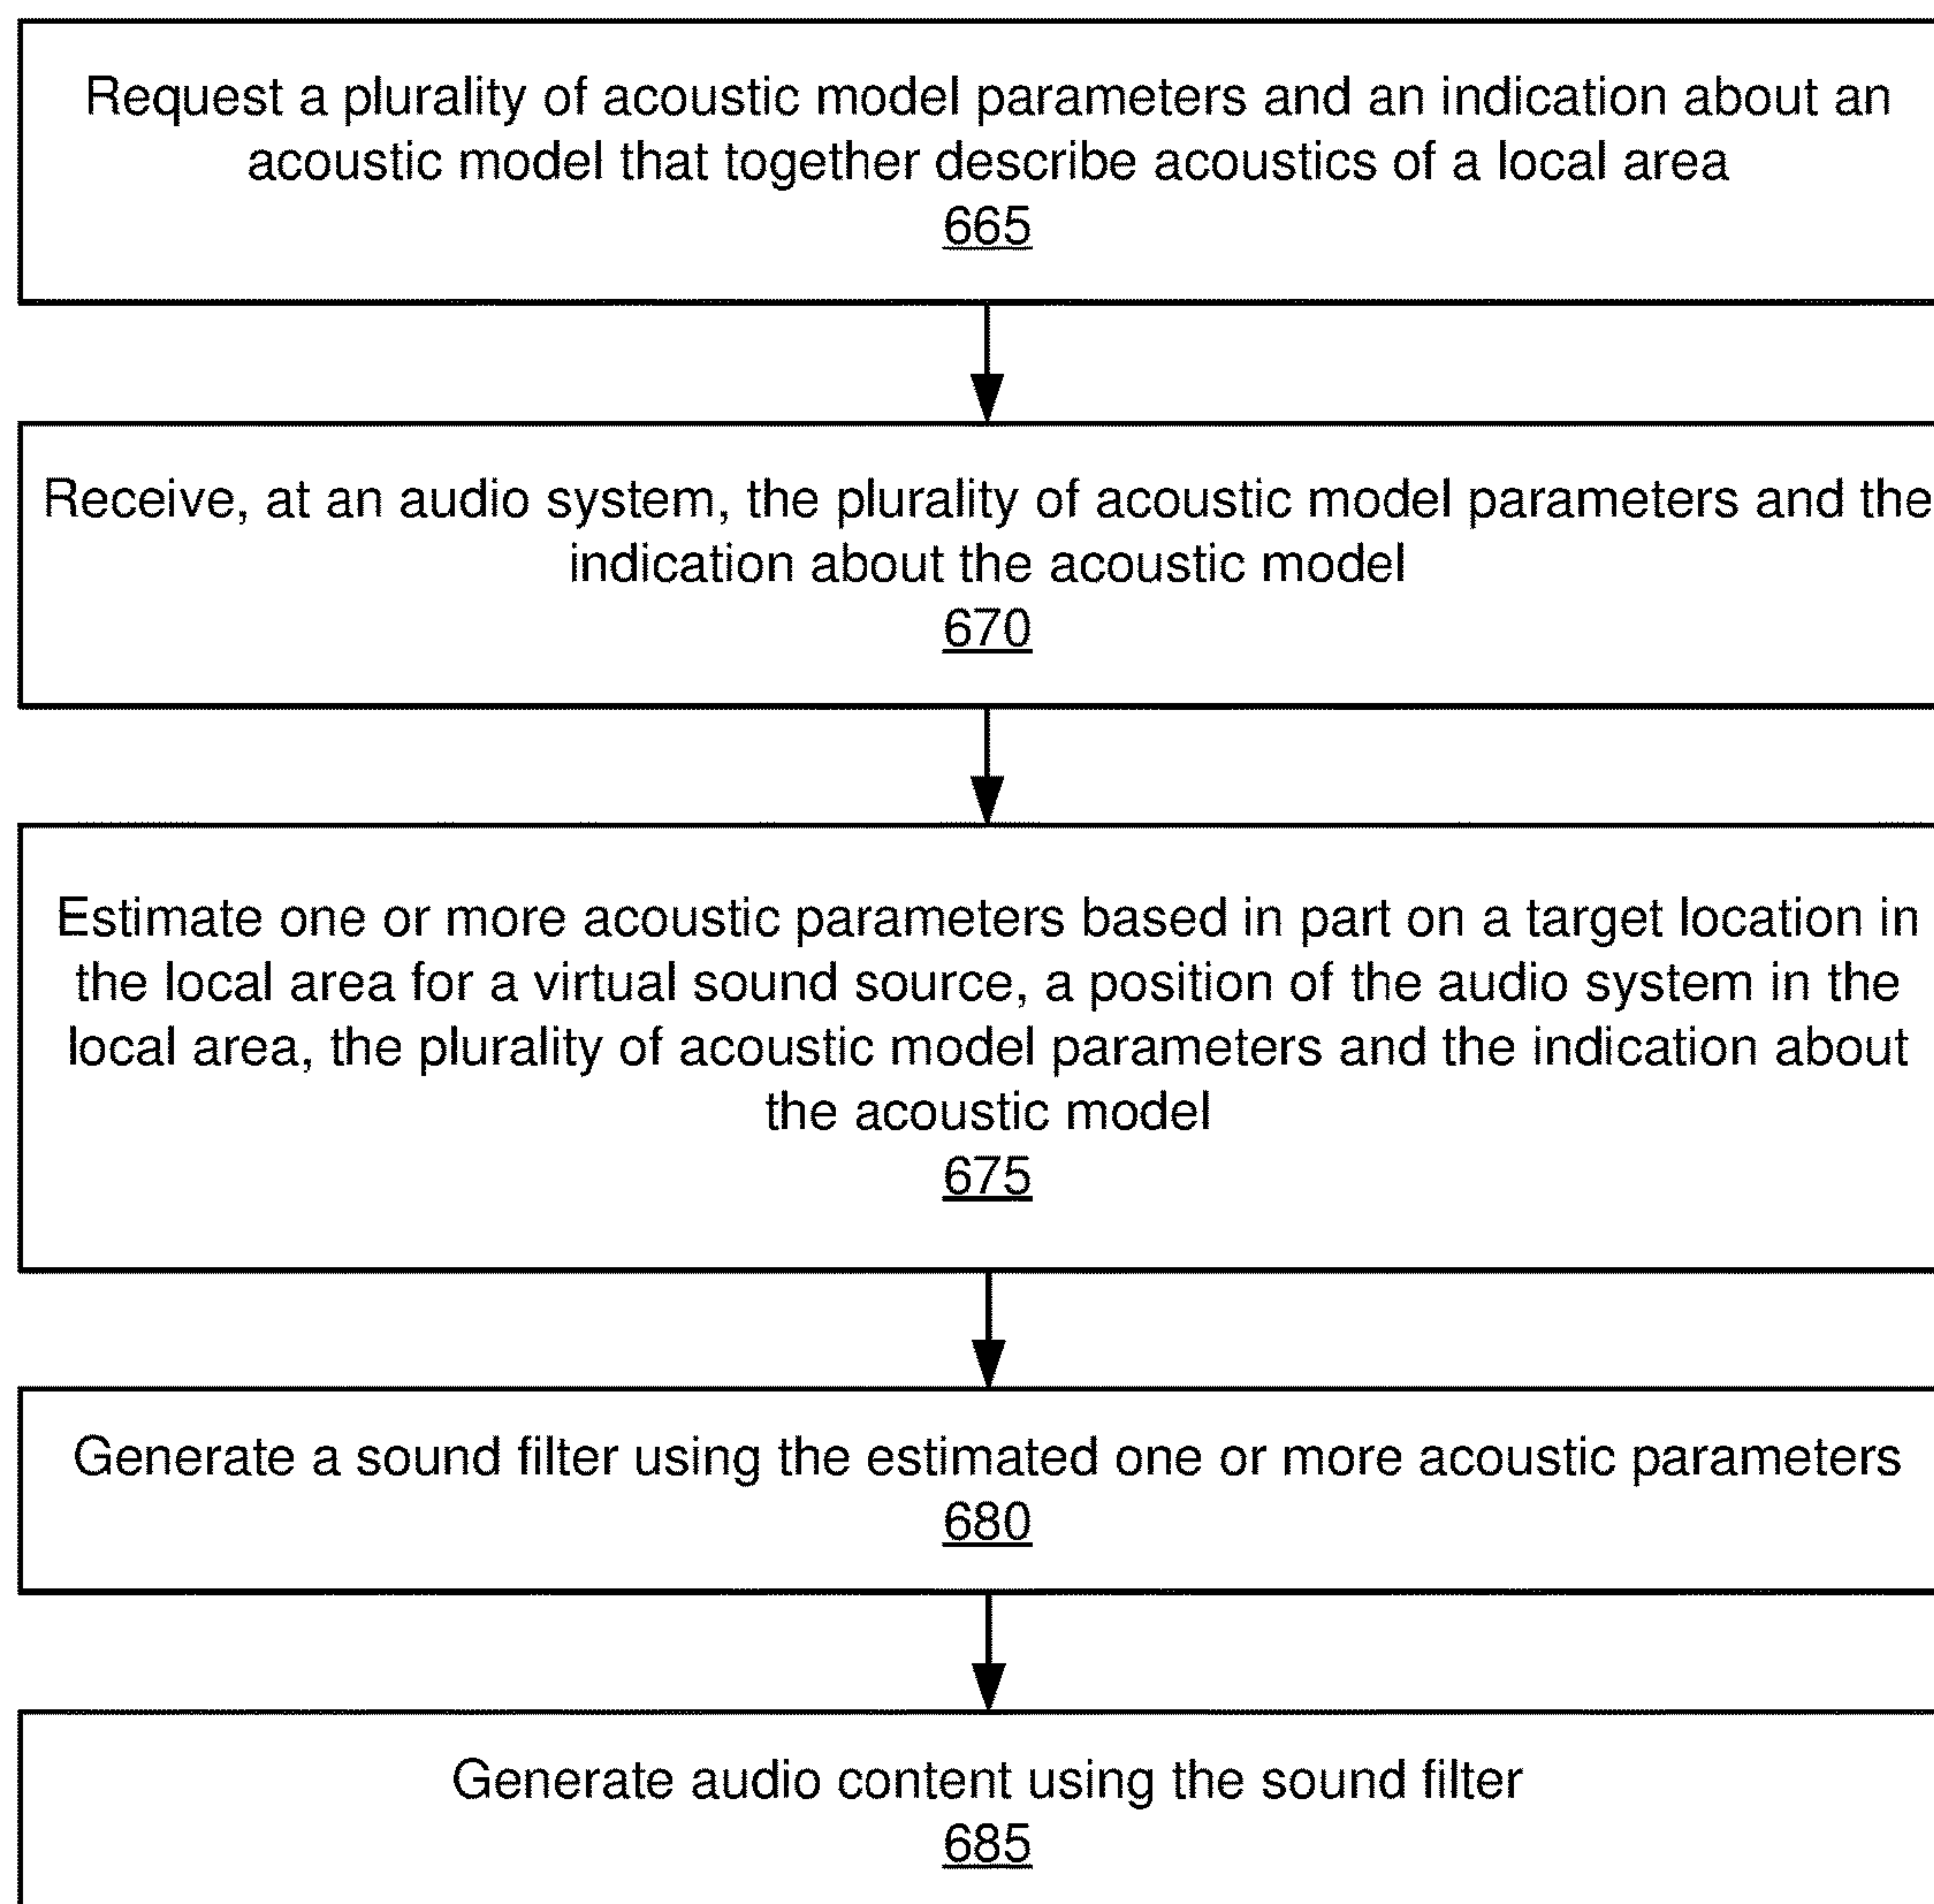 Request a plurality of acoustic model parameters and an indication about an
acoustic model that together describe acoustics of a local area
665
Receive, at an audio system, the plurality of acoustic model parameters and the
indication about the acoustic model
670
Estimate one or more acoustic parameters based in part on a target location in
the local area for a virtual sound source, a position of the audio system in the
local area, the plurality of acoustic model parameters and the indication about
the acoustic model
675
Generate a sound filter using the estimated one or more acoustic parameters
680
Generate audio content using the sound filter
685